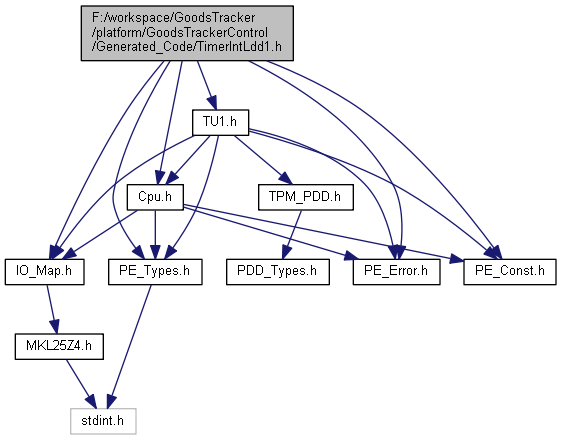 F:/workspace/GoodsTracker
/platform/GoodsTrackerControl
/Generated_Code/TimerIntLdd1.h
TU1.h
Cpu.h
TPM_PDD.h
IO_Map.h
PE_Types.h
PDD_Types.h
PE_Error.h
PE_Const.h
MKL25Z4.h
stdint.h